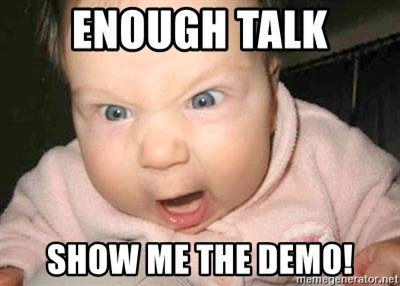 ENOUGH TALK
SHOW ME THE DEMO!
memegenerator.net